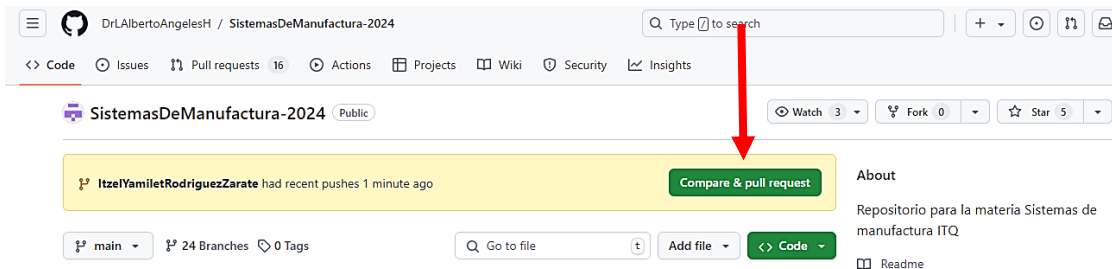 DrLAlbertoAngelesH / SistemasDeManufactura-2024
Type / to search
Code Issues Pull requests 16 Actions Projects Wiki Security Insights
SistemasDeManufactura-2024 Public
Watch 3 Fork 0 Star 5
ItzelYamiletRodriguezZarate had recent pushes 1 minute ago
Compare & pull request
main 24 Branches 0 Tags
Go to file t
Add file
Code
About
Repositorio para la materia Sistemas de
manufactura ITQ
Readme